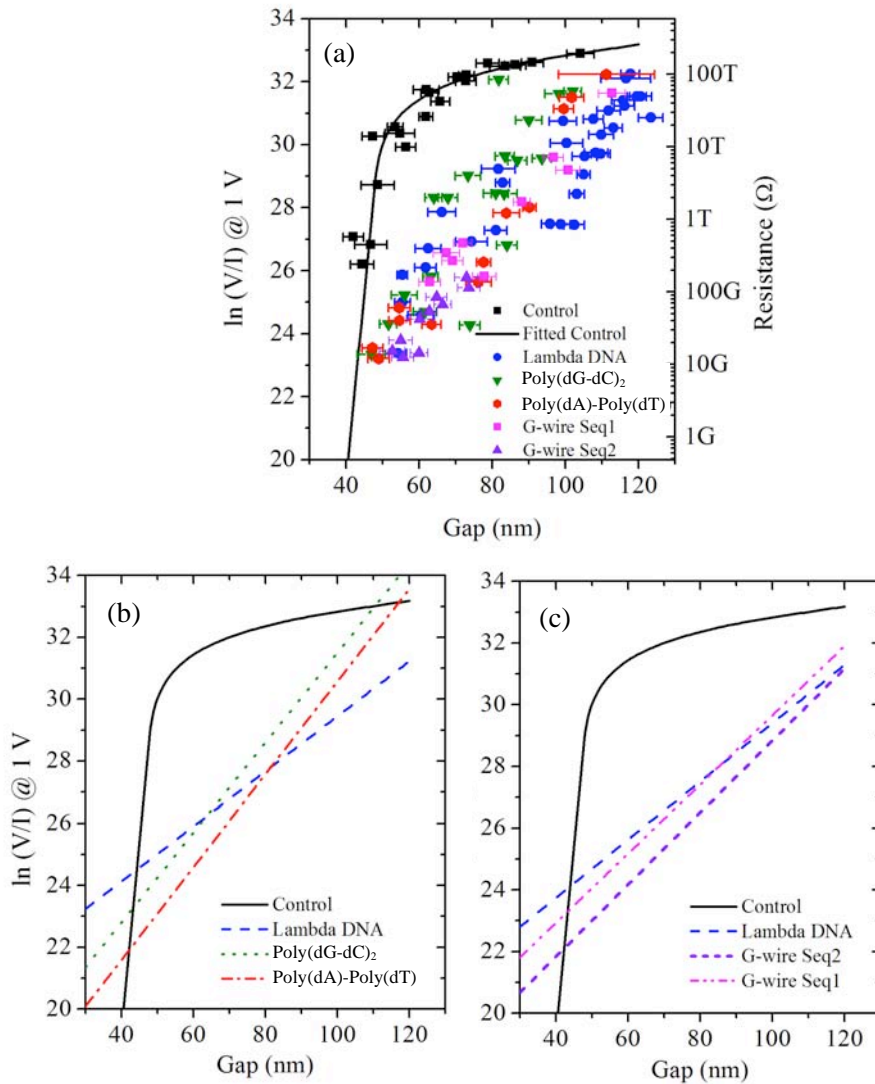 (a)
ln (V/I) @ 1 V
34
32
30
28
26
24
22
20
40 60 80 100 120
Gap (nm)
100T
10T
1T
100G
10G
1G
Resistance (Ω)
Control
Fitted Control
Lambda DNA
Poly(dG-dC)₂
Poly(dA)-Poly(dT)
G-wire Seq1
G-wire Seq2
(b)
ln (V/I) @ 1 V
34
32
30
28
26
24
22
20
40 60 80 100 120
Gap (nm)
Control
Lambda DNA
Poly(dG-dC)₂
Poly(dA)-Poly(dT)
(c)
34
32
30
28
26
24
22
20
40 60 80 100 120
Gap (nm)
Control
Lambda DNA
G-wire Seq2
G-wire Seq1